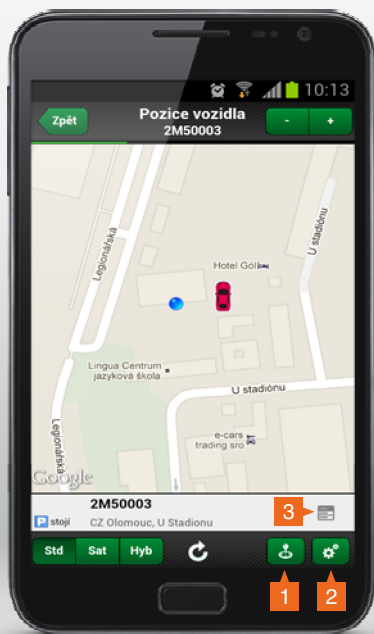 10:13
Zpět
Pozice vozidla
2M50003
-
+
Legionářská
U stadiónu
Hotel Gól
Lingua Centrum
jazyková škola
U stadiónu
Legionářská
e-cars
trading sro
Google
2M50003
P stojí
CZ Olomouc, U Stadionu
3
Std
Sat
Hyb
1
2